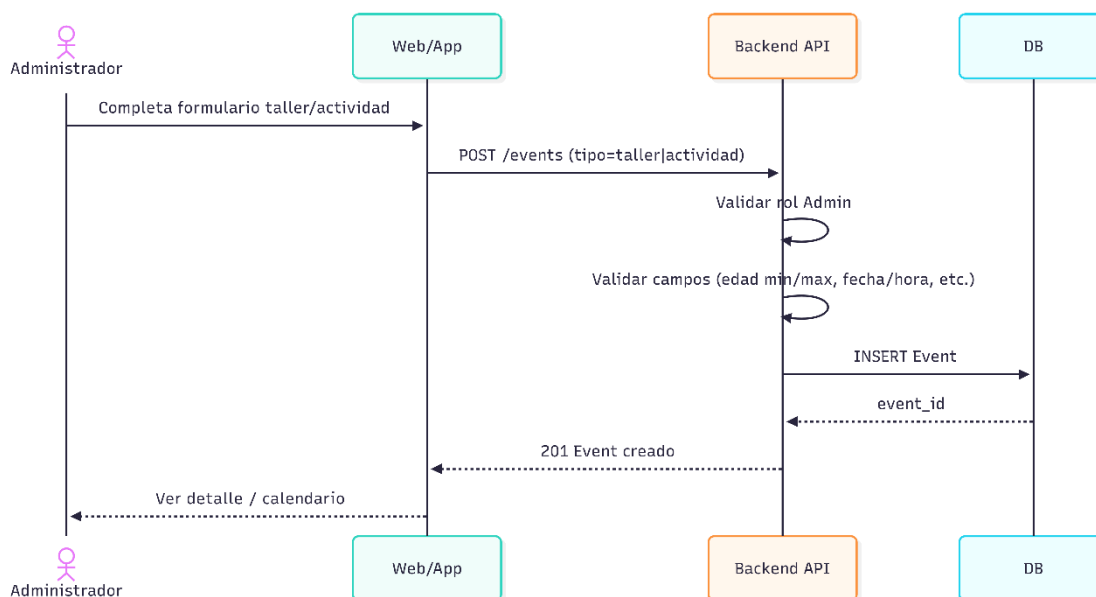 Administrador
Web/App
Backend API
DB
Completa formulario taller/actividad
POST /events (tipo=taller|actividad)
Validar rol Admin
Validar campos (edad min/max, fecha/hora, etc.)
INSERT Event
event_id
201 Event creado
Ver detalle / calendario
Administrador
Web/App
Backend API
DB